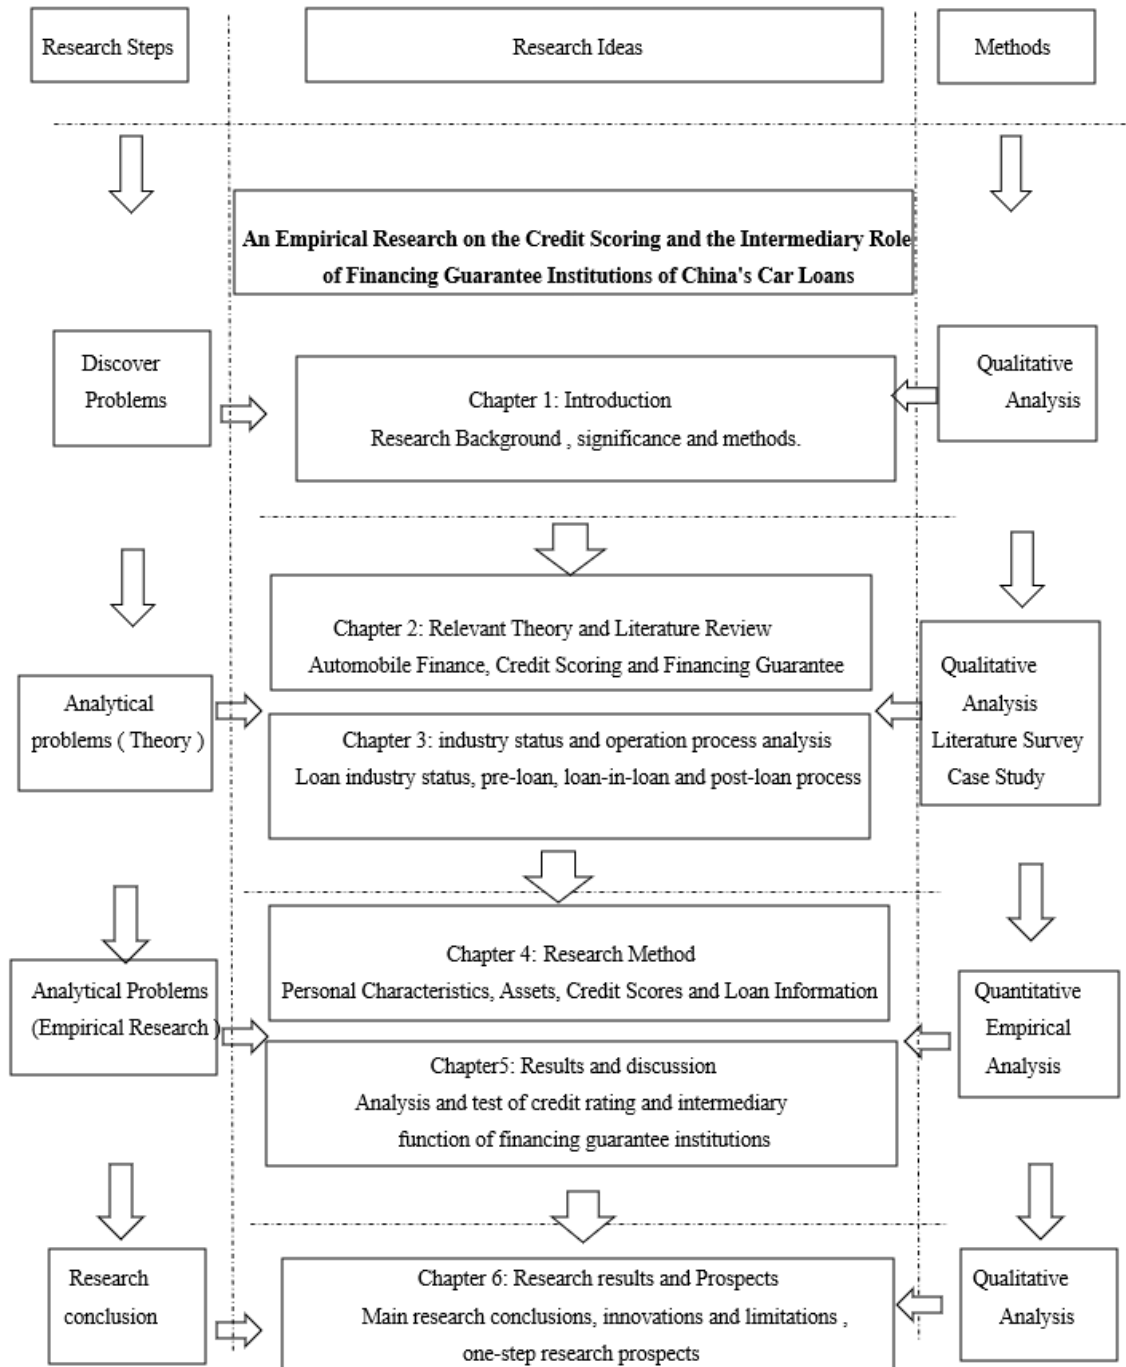 Research Steps
Research Ideas
Methods
An Empirical Research on the Credit Scoring and the Intermediary Role
of Financing Guarantee Institutions of China's Car Loans
Discover
Problems
Chapter 1: Introduction
Research Background , significance and methods.
Qualitative
Analysis
Chapter 2: Relevant Theory and Literature Review
Automobile Finance, Credit Scoring and Financing Guarantee
Analytical
problems ( Theory )
Chapter 3: industry status and operation process analysis
Loan industry status, pre-loan, loan-in-loan and post-loan process
Qualitative
Analysis
Literature Survey
Case Study
Chapter 4: Research Method
Personal Characteristics, Assets, Credit Scores and Loan Information
Analytical Problems
(Empirical Research )
Chapter5: Results and discussion
Analysis and test of credit rating and intermediary
function of financing guarantee institutions
Quantitative
Empirical
Analysis
Research
conclusion
Chapter 6: Research results and Prospects
Main research conclusions, innovations and limitations ,
one-step research prospects
Qualitative
Analysis